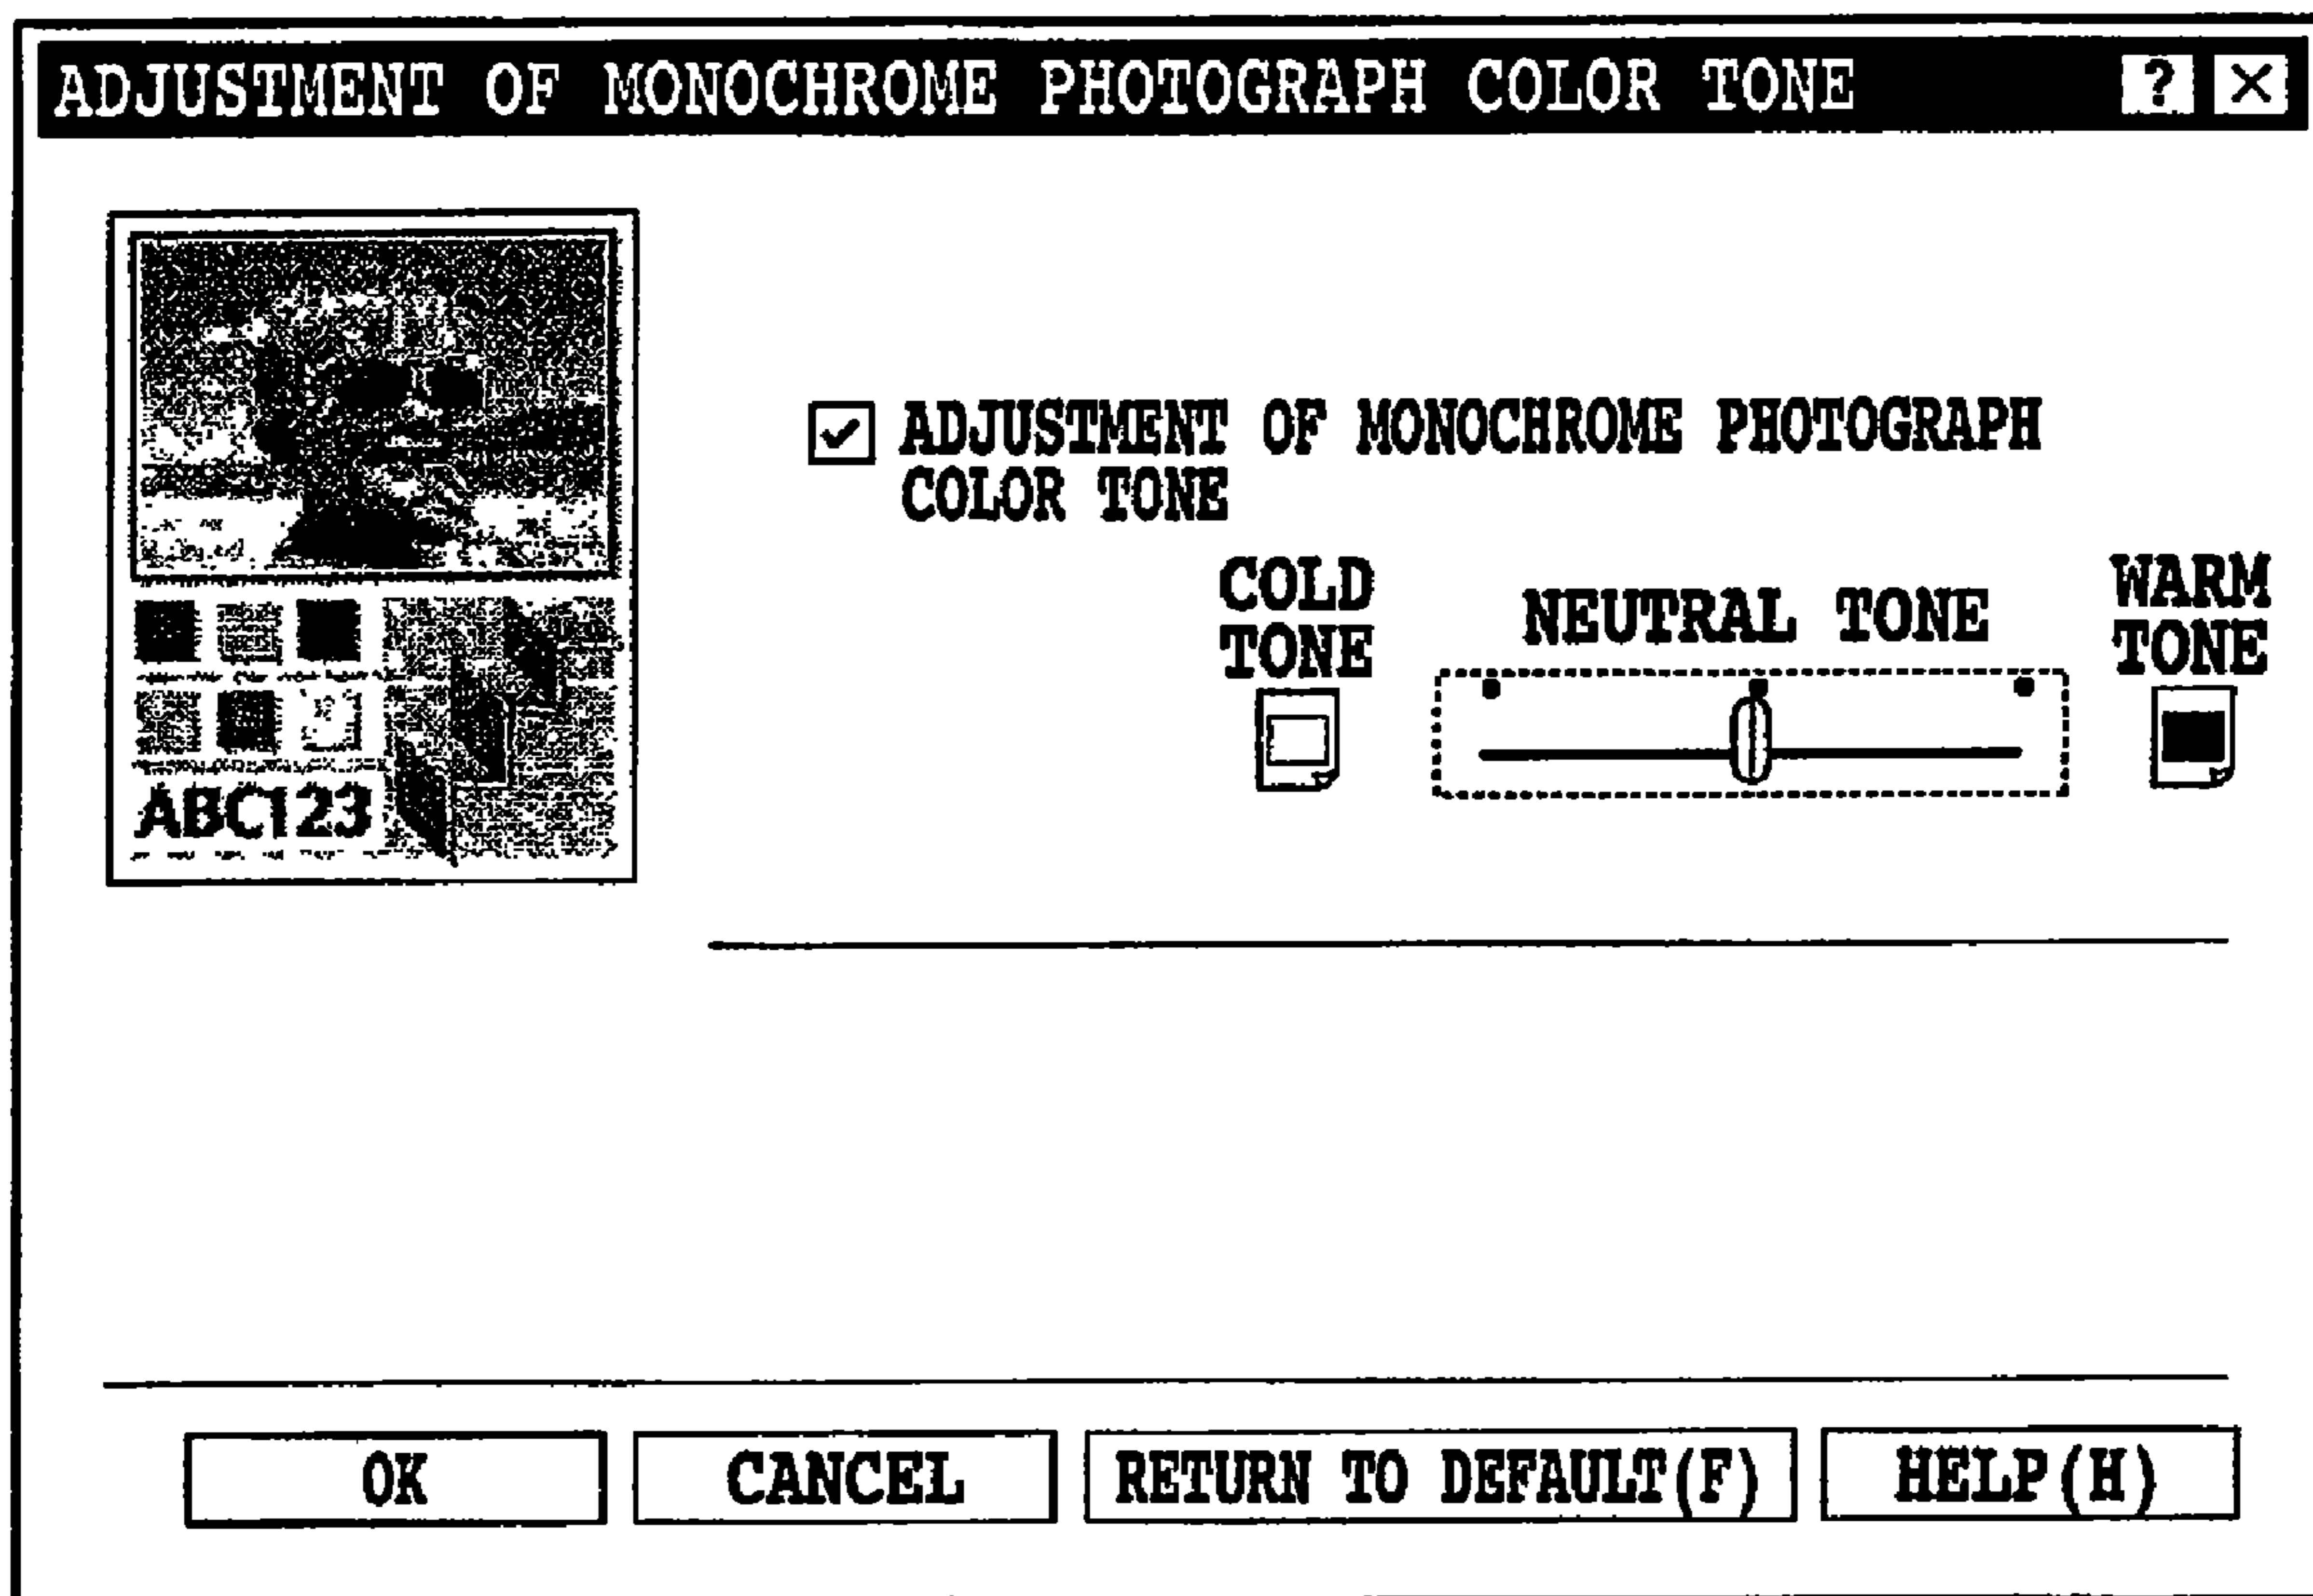 ADJUSTMENT OF MONOCHROME PHOTOGRAPH COLOR TONE ? X
ADJUSTMENT OF MONOCHROME PHOTOGRAPH
COLOR TONE
COLD
TONE
NEUTRAL TONE
WARM
TONE
ABC123
OK
CANCEL
RETURN TO DEFAULT(F)
HELP(H)